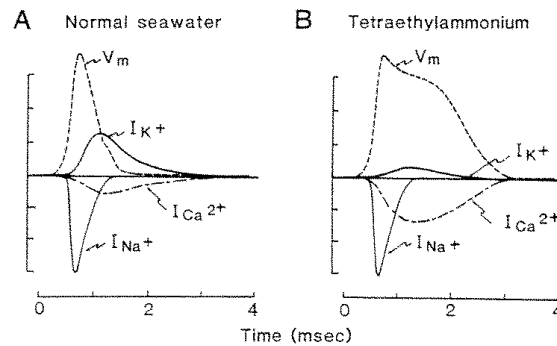 A Normal seawater
B Tetraethylammonium
Vm
IK+
ICa2+
INa+
0 2 4
Vm
IK+
ICa2+
INa+
0 2 4
Time (msec)